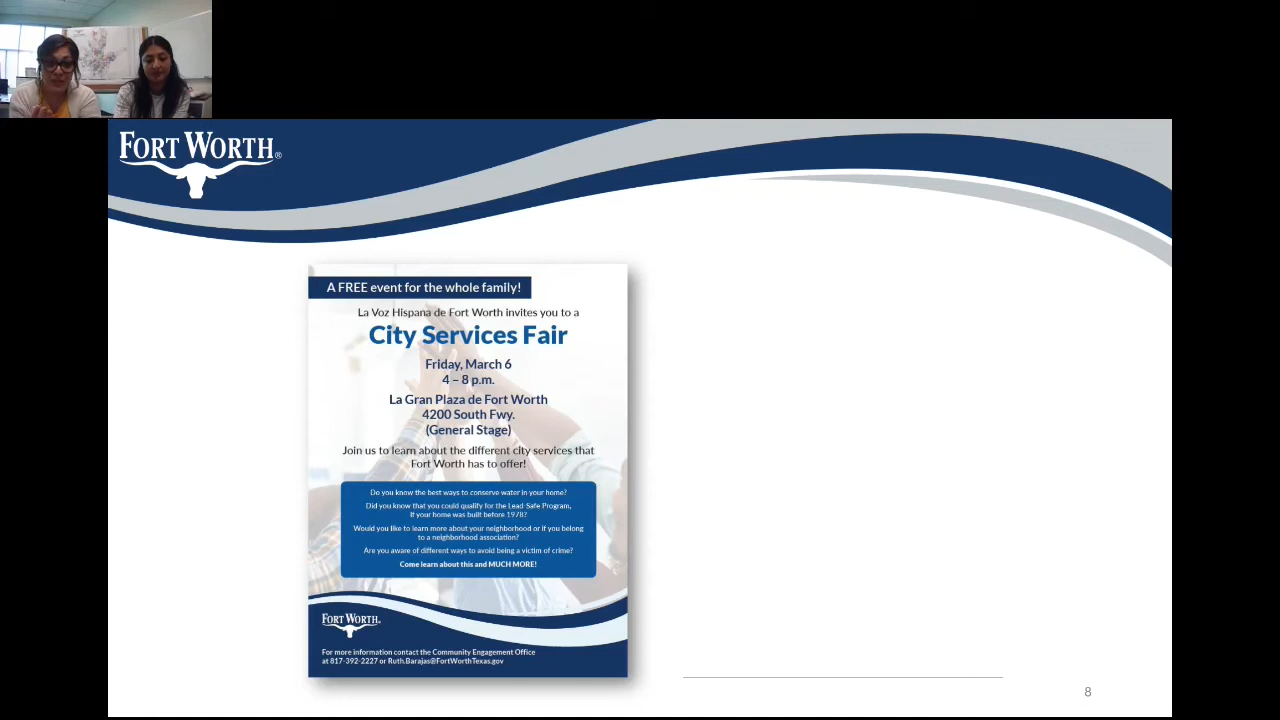 FORT WORTH®
A FREE event for the whole family!
La Voz Hispana de Fort Worth invites you to a
City Services Fair
Friday, March 6
4 – 8 p.m.
La Gran Plaza de Fort Worth
4200 South Fwy.
(General Stage)
Join us to learn about the different city services that
Fort Worth has to offer!
Do you know the best ways to conserve water in your home?
Did you know that you could qualify for the Lead-Safe Program,
If your home was built before 1978?
Would you like to learn more about your neighborhood or if you belong
to a neighborhood association?
Are you aware of different ways to avoid being a victim of crime?
Come learn about this and MUCH MORE!
FORT WORTH®
For more information contact the Community Engagement Office
at 817-392-2227 or Ruth.Barajas@FortWorthTexas.gov
8